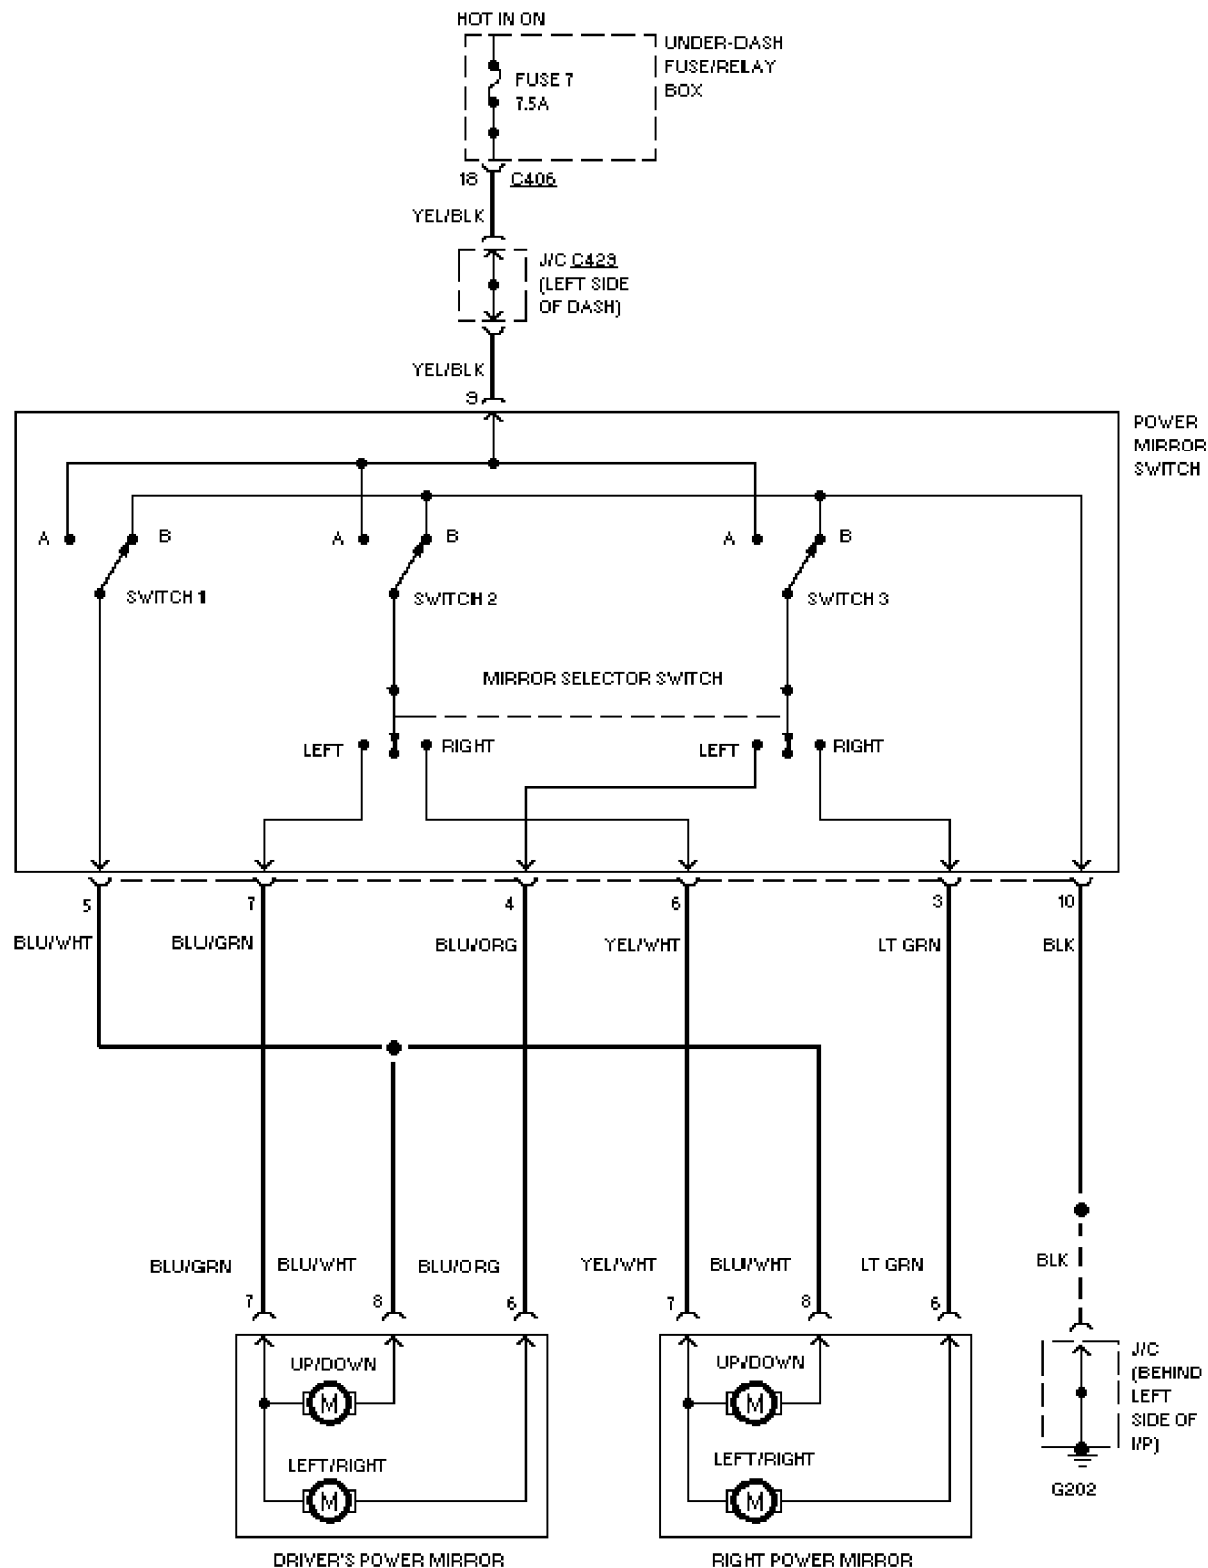 HOT IN ON
UNDER-DASH
FUSE/RELAY
BOX
FUSE 7
7.5A
18 C406
YEL/BLK
J/C C423
(LEFT SIDE
OF DASH)
YEL/BLK
9
POWER
MIRROR
SWITCH
A B A B A B
SWITCH 1 SWITCH 2 SWITCH 3
MIRROR SELECTOR SWITCH
LEFT RIGHT LEFT RIGHT
5 7 4 6 3 10
BLU/WHT BLU/GRN BLU/ORG YEL/WHT LT GRN BLK
BLU/GRN BLU/WHT BLU/ORG YEL/WHT BLU/WHT LT GRN BLK
7 8 6 7 8 6
J/C
(BEHIND
LEFT
SIDE OF
I/P)
UP/DOWN UP/DOWN
M M
LEFT/RIGHT LEFT/RIGHT
M M
G202
DRIVER'S POWER MIRROR RIGHT POWER MIRROR